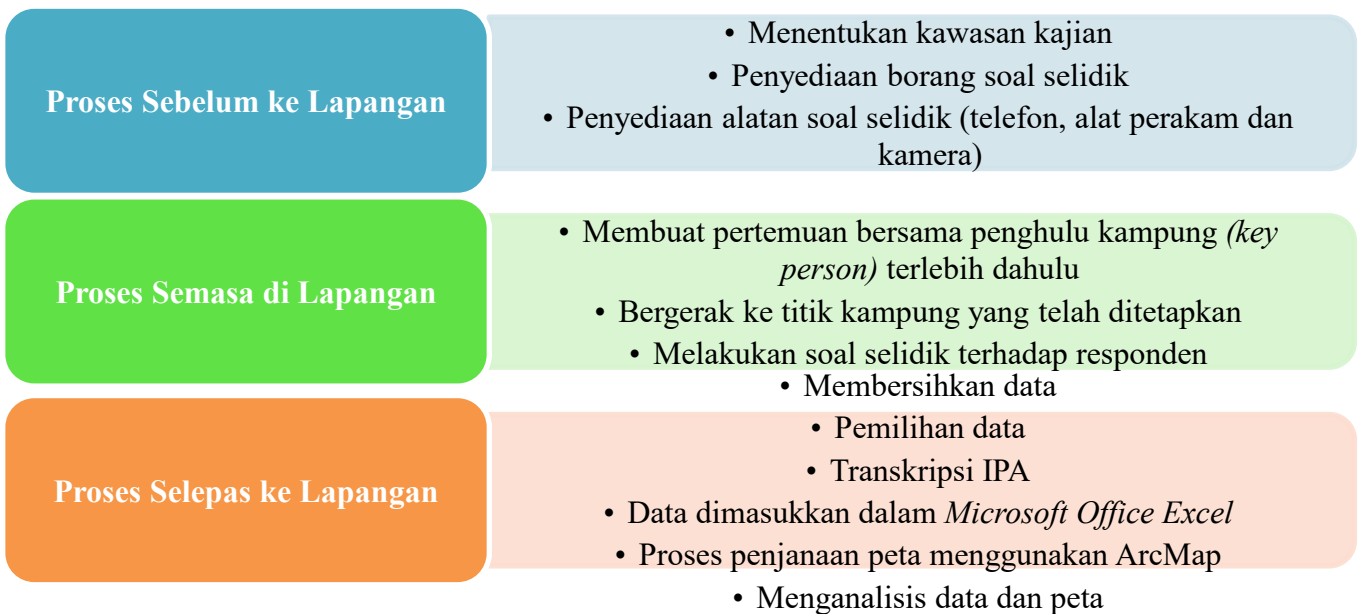 Proses Sebelum ke Lapangan
• Menentukan kawasan kajian
• Penyediaan borang soal selidik
• Penyediaan alatan soal selidik (telefon, alat perakam dan
kamera)
Proses Semasa di Lapangan
• Membuat pertemuan bersama penghulu kampung (key
person) terlebih dahulu
• Bergerak ke titik kampung yang telah ditetapkan
• Melakukan soal selidik terhadap responden
Proses Selepas ke Lapangan
• Membersihkan data
• Pemilihan data
• Transkripsi IPA
• Data dimasukkan dalam Microsoft Office Excel
• Proses penjanaan peta menggunakan ArcMap
• Menganalisis data dan peta